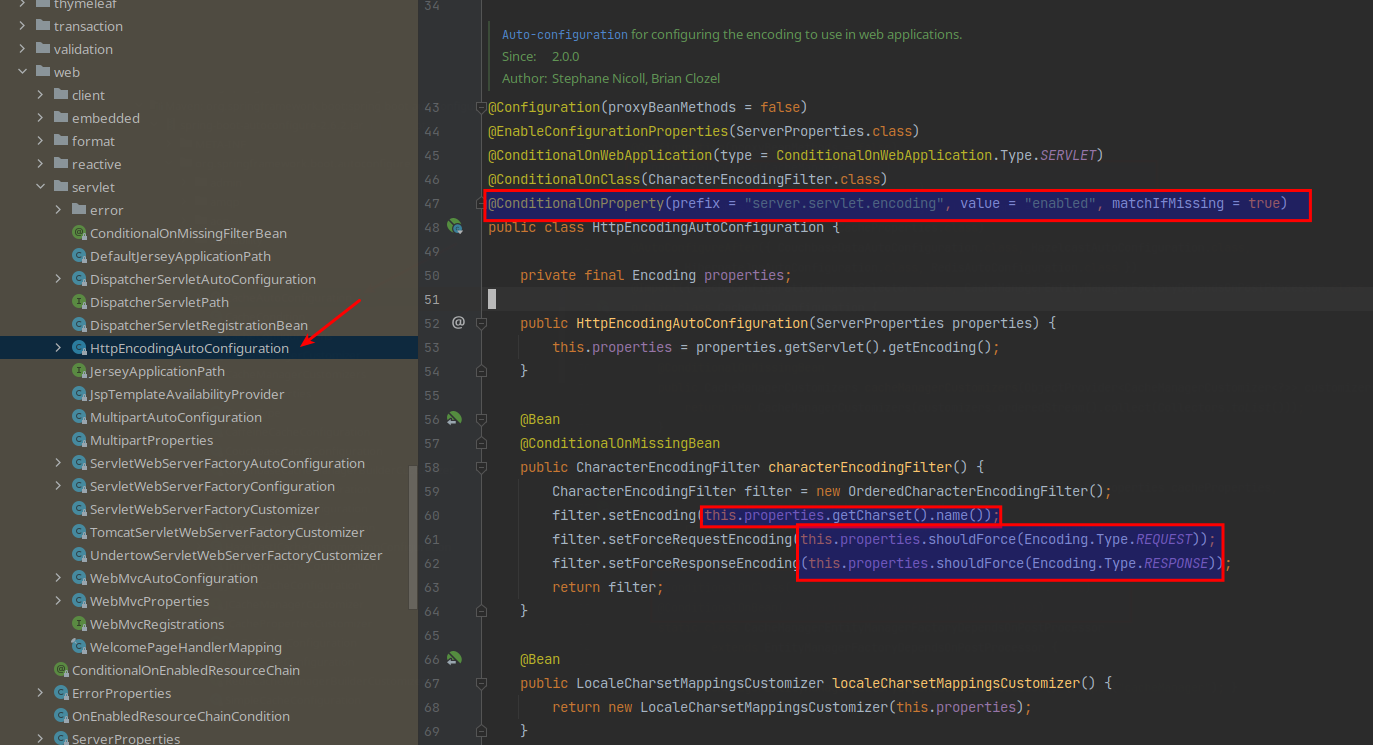 thymeleaf
transaction
validation
web
client
embedded
format
reactive
servlet
error
ConditionalOnMissingFilterBean
DefaultJerseyApplicationPath
DispatcherServletAutoConfiguration
DispatcherServletPath
DispatcherServletRegistrationBean
HttpEncodingAutoConfiguration
JerseyApplicationPath
JspTemplateAvailabilityProvider
MultipartAutoConfiguration
MultipartProperties
ServletWebServerFactoryAutoConfiguration
ServletWebServerFactoryConfiguration
ServletWebServerFactoryCustomizer
TomcatServletWebServerFactoryCustomizer
UndertowServletWebServerFactoryCustomizer
WebMvcAutoConfiguration
WebMvcProperties
WebMvcRegistrations
WelcomePageHandlerMapping
ConditionalOnEnabledResourceChain
ErrorProperties
OnEnabledResourceChainCondition
ServerProperties
34
Auto-configuration for configuring the encoding to use in web applications.
Since: 2.0.0
Author: Stephane Nicoll, Brian Clozel
43 @Configuration(proxyBeanMethods = false)
44 @EnableConfigurationProperties(ServerProperties.class)
45 @ConditionalOnWebApplication(type = ConditionalOnWebApplication.Type.SERVLET)
46 @ConditionalOnClass(CharacterEncodingFilter.class)
47 @ConditionalOnProperty(prefix = "server.servlet.encoding", value = "enabled", matchIfMissing = true)
48 public class HttpEncodingAutoConfiguration {
49
50 private final Encoding properties;
51
52 @ public HttpEncodingAutoConfiguration(ServerProperties properties) {
53 this.properties = properties.getServlet().getEncoding();
54 }
55
56 @Bean
57 @ConditionalOnMissingBean
58 public CharacterEncodingFilter characterEncodingFilter() {
59 CharacterEncodingFilter filter = new OrderedCharacterEncodingFilter();
60 filter.setEncoding(this.properties.getCharset().name());
61 filter.setForceRequestEncoding(this.properties.shouldForce(Encoding.Type.REQUEST));
62 filter.setForceResponseEncoding(this.properties.shouldForce(Encoding.Type.RESPONSE));
63 return filter;
64 }
65
66 @Bean
67 public LocaleCharsetMappingsCustomizer localeCharsetMappingsCustomizer() {
68 return new LocaleCharsetMappingsCustomizer(this.properties);
69 }